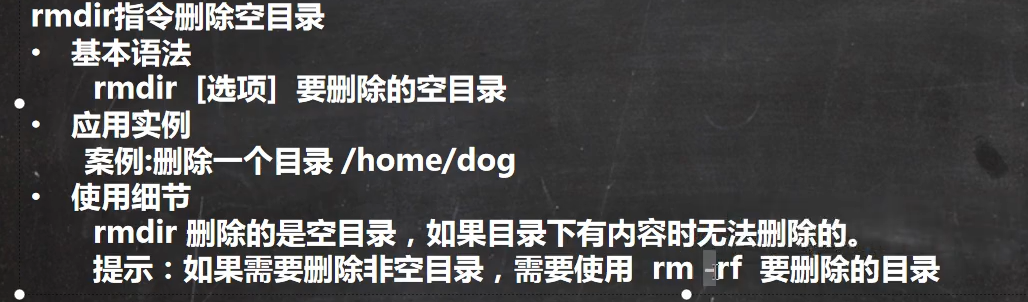 rmdir指令删除空目录
• 基本语法
rmdir [选项] 要删除的空目录
• 应用实例
案例:删除一个目录 /home/dog
• 使用细节
rmdir 删除的是空目录，如果目录下有内容时无法删除的。
提示：如果需要删除非空目录，需要使用 rm -rf 要删除的目录